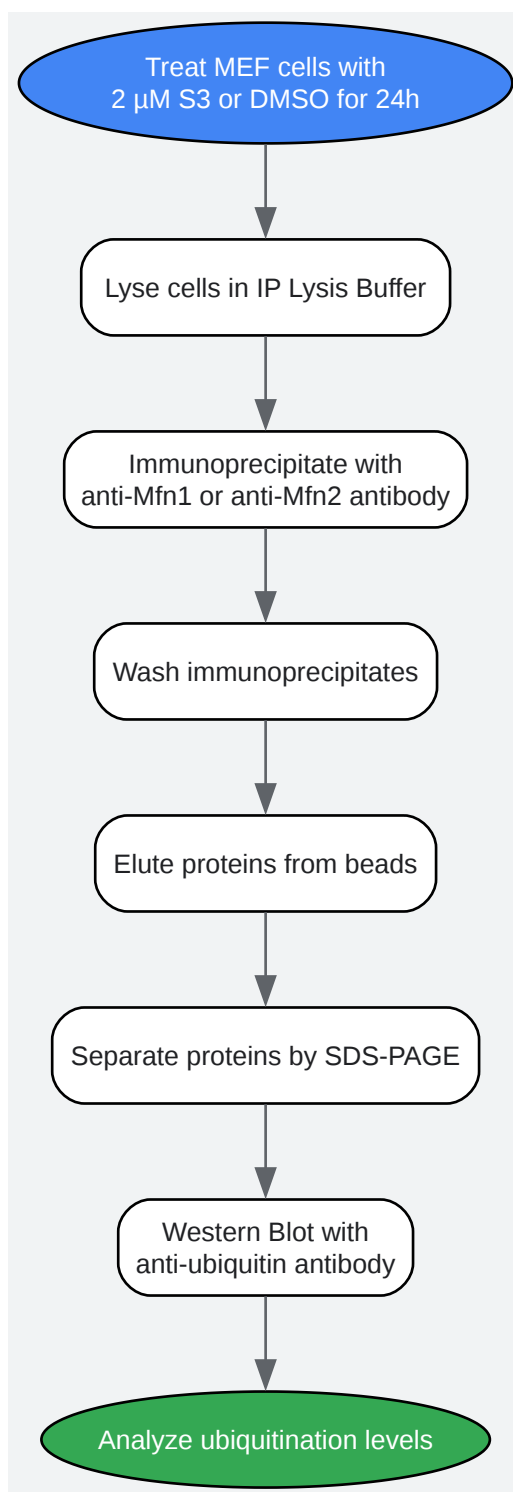 Treat MEF cells with
2 µM S3 or DMSO for 24h
Lyse cells in IP Lysis Buffer
Immunoprecipitate with
anti-Mfn1 or anti-Mfn2 antibody
Wash immunoprecipitates
Elute proteins from beads
Separate proteins by SDS-PAGE
Western Blot with
anti-ubiquitin antibody
Analyze ubiquitination levels